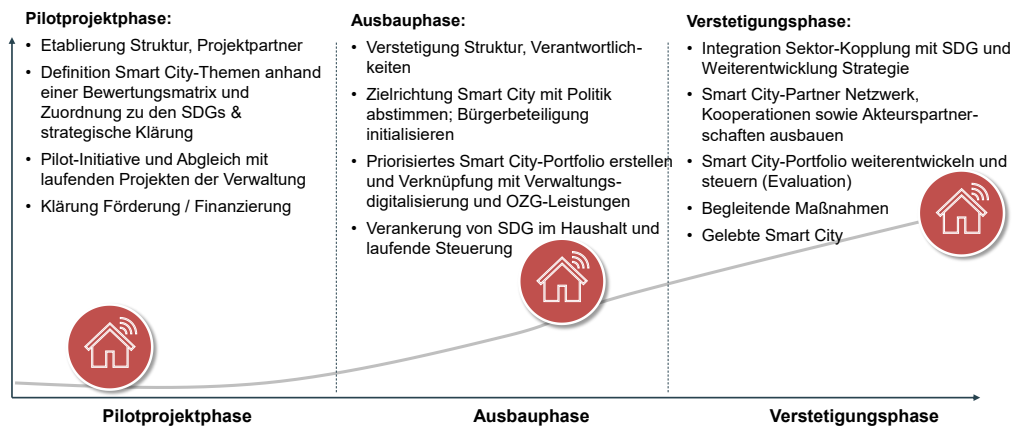 Pilotprojektphase:
• Etablierung Struktur, Projektpartner
• Definition Smart City-Themen anhand
einer Bewertungsmatrix und
Zuordnung zu den SDGs &
strategische Klärung
• Pilot-Initiative und Abgleich mit
laufenden Projekten der Verwaltung
• Klärung Förderung / Finanzierung
Ausbauphase:
• Verstetigung Struktur, Verantwortlich-
keiten
• Zielrichtung Smart City mit Politik
abstimmen; Bürgerbeteiligung
initialisieren
• Priorisiertes Smart City-Portfolio erstellen
und Verknüpfung mit Verwaltungs-
digitalisierung und OZG-Leistungen
• Verankerung von SDG im Haushalt und
laufende Steuerung
Verstetigungsphase:
• Integration Sektor-Kopplung mit SDG und
Weiterentwicklung Strategie
• Smart City-Partner Netzwerk,
Kooperationen sowie Akteurspartner-
schaften ausbauen
• Smart City-Portfolio weiterentwickeln und
steuern (Evaluation)
• Begleitende Maßnahmen
• Gelebte Smart City
Pilotprojektphase
Ausbauphase
Verstetigungsphase